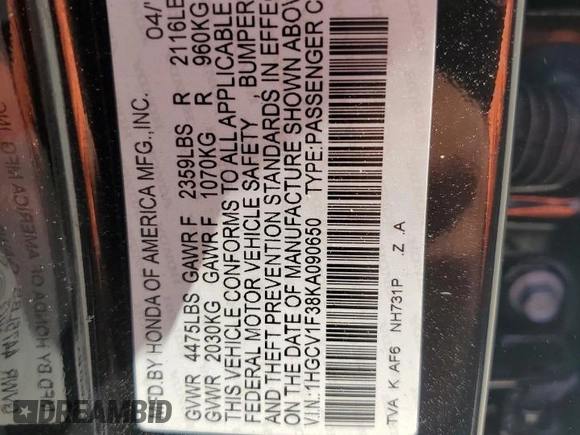 FD.BY HONDA OF AMERICA MFG.,INC. 04/
GVWR 4475LBS GAWR F 2359LBS R 2116LB
GVWR 2030KG GAWR F 1070KG R 960KG
THIS VEHICLE CONFORMS TO ALL APPLICABLE
FEDERAL MOTOR VEHICLE SAFETY, BUMPER
AND THEFT PREVENTION STANDARDS IN EFFEC
ON THE DATE OF MANUFACTURE SHOWN ABOV
V.I.N.: 1HGCV1F38KA090650 TYPE:PASSENGER C
TVA K AF6 NH731P .Z .A
DREAMBID